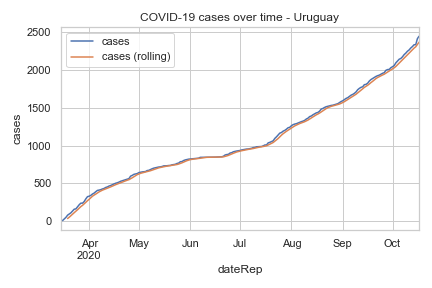 COVID-19 cases over time - Uruguay
cases
cases (rolling)
2500
2000
1500
1000
500
0
cases
Apr May Jun Jul Aug Sep Oct
2020
dateRep